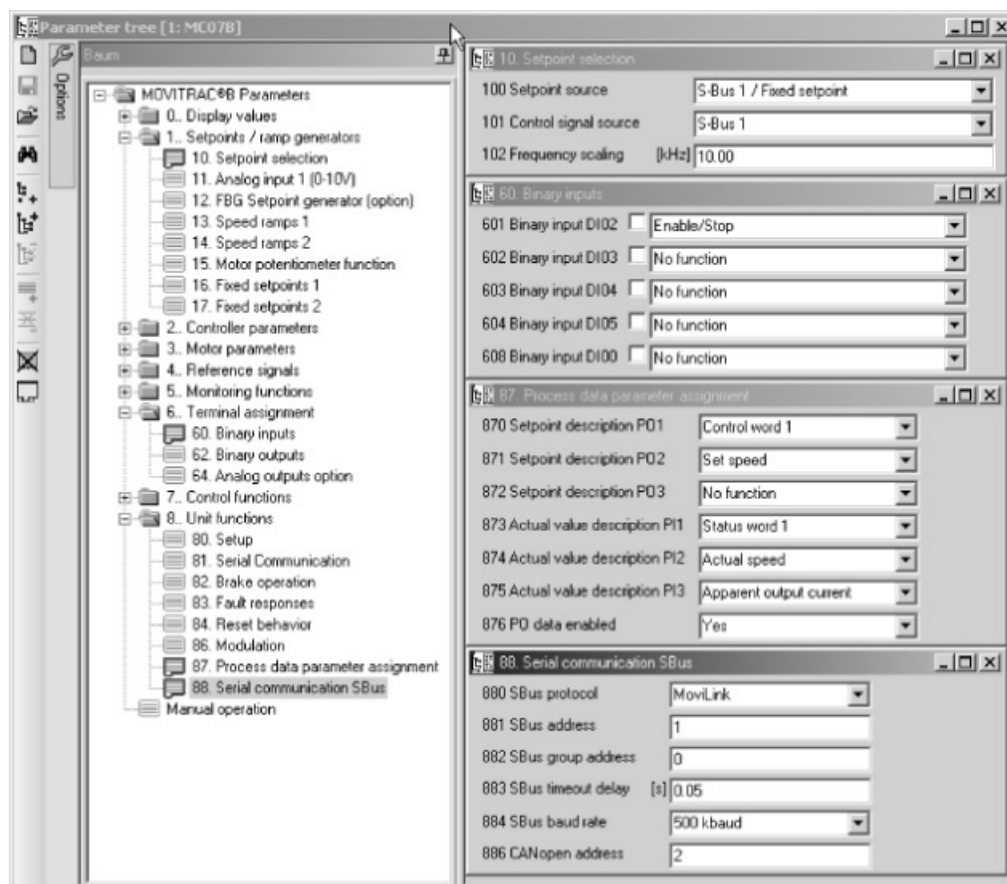 Parameter tree [1: MC07B]
Options
Baum
MOVITRAC®B Parameters
0.. Display values
1.. Setpoints / ramp generators
10. Setpoint selection
11. Analog input 1 (0-10V)
12. FBG Setpoint generator (option)
13. Speed ramps 1
14. Speed ramps 2
15. Motor potentiometer function
16. Fixed setpoints 1
17. Fixed setpoints 2
2.. Controller parameters
3.. Motor parameters
4.. Reference signals
5.. Monitoring functions
6.. Terminal assignment
60. Binary inputs
62. Binary outputs
64. Analog outputs option
7.. Control functions
8.. Unit functions
80. Setup
81. Serial Communication
82. Brake operation
83. Fault responses
84. Reset behavior
86. Modulation
87. Process data parameter assignment
88. Serial communication SBus
Manual operation
10. Setpoint selection
100 Setpoint source S-Bus 1 / Fixed setpoint
101 Control signal source S-Bus 1
102 Frequency scaling [kHz] 10.00
60. Binary inputs
601 Binary input DI02 Enable/Stop
602 Binary input DI03 No function
603 Binary input DI04 No function
604 Binary input DI05 No function
608 Binary input DI00 No function
87. Process data parameter assignment
870 Setpoint description PO1 Control word 1
871 Setpoint description PO2 Set speed
872 Setpoint description PO3 No function
873 Actual value description PI1 Status word 1
874 Actual value description PI2 Actual speed
875 Actual value description PI3 Apparent output current
876 PO data enabled Yes
88. Serial communication SBus
880 SBus protocol MoviLink
881 SBus address 1
882 SBus group address 0
883 SBus timeout delay [s] 0.05
884 SBus baud rate 500 kbaud
886 CANopen address 2